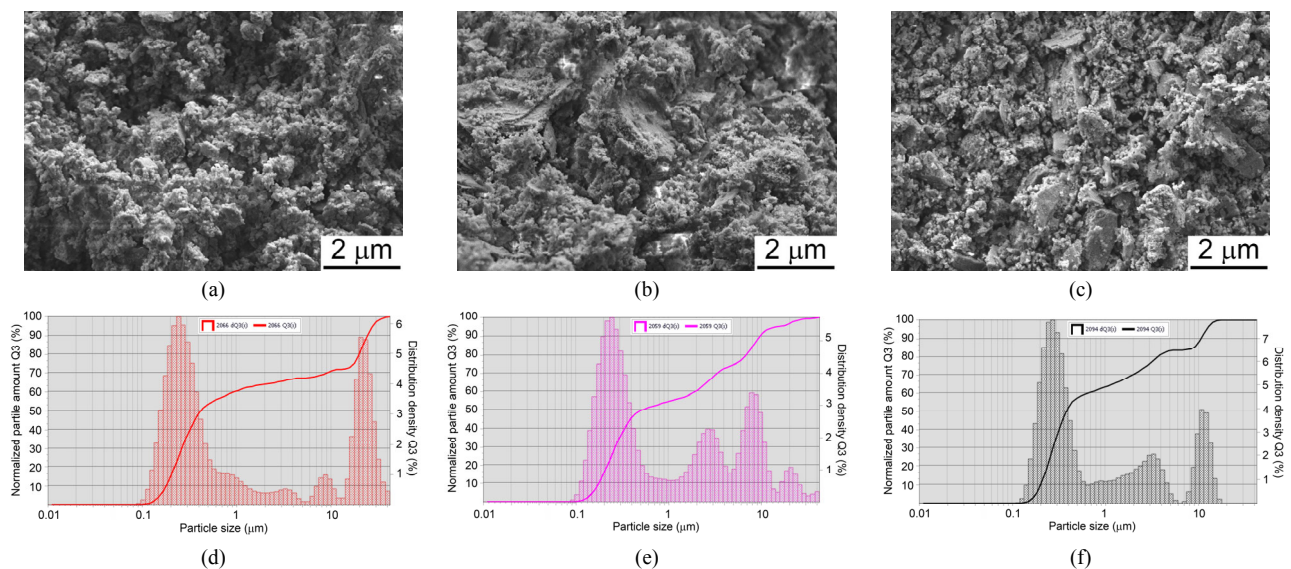 2 μm
2 μm
2 μm
(a)
(b)
(c)
Normalized partile amount Q3 (%)
100
90
80
70
60
50
40
30
20
10
2066 dQ3(i) 2066 Q3(i)
6
5
4
3
2
1
Distribution density Q3 (%)
0.01 0.1 1 10
Particle size (μm)
(d)
Normalized partile amount Q3 (%)
100
90
80
70
60
50
40
30
20
10
2059 dQ3(i) 2059 Q3(i)
5
4
3
2
1
Distribution density Q3 (%)
0.01 0.1 1 10
Particle size (μm)
(e)
Normalized partile amount Q3 (%)
100
90
80
70
60
50
40
30
20
10
2094 dQ3(i) 2094 Q3(i)
7
6
5
4
3
2
1
Distribution density Q3 (%)
0.01 0.1 1 10
Particle size (μm)
(f)